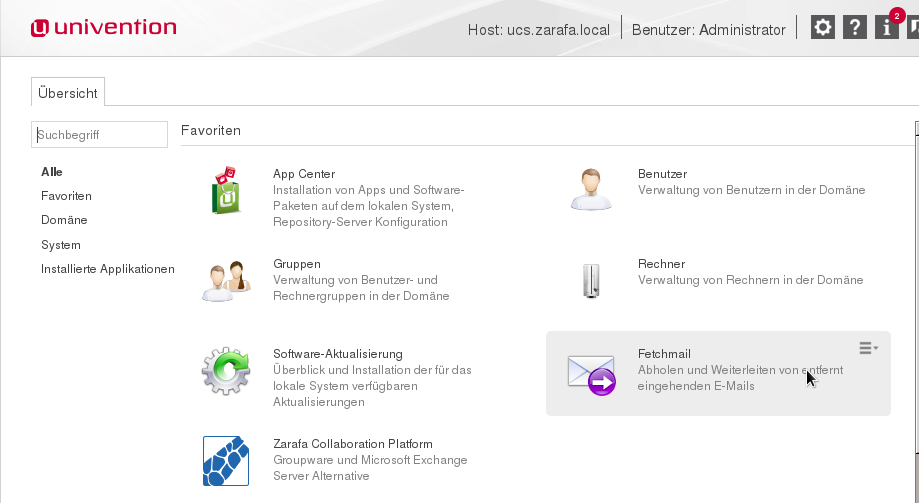 univention
Host: ucs.zarafa.local
Benutzer: Administrator
2
Übersicht
Suchbegriff
Alle
Favoriten
Domäne
System
Installierte Applikationen
Favoriten
App Center
Installation von Apps und Software-
Paketen auf dem lokalen System,
Repository-Server Konfiguration
Benutzer
Verwaltung von Benutzern in der Domäne
Gruppen
Verwaltung von Benutzer- und
Rechnergruppen in der Domäne
Rechner
Verwaltung von Rechnern in der Domäne
Software-Aktualisierung
Überblick und Installation der für das
lokale System verfügbaren
Aktualisierungen
Fetchmail
Abholen und Weiterleiten von entfernt
eingehenden E-Mails
Zarafa Collaboration Platform
Groupware und Microsoft Exchange
Server Alternative